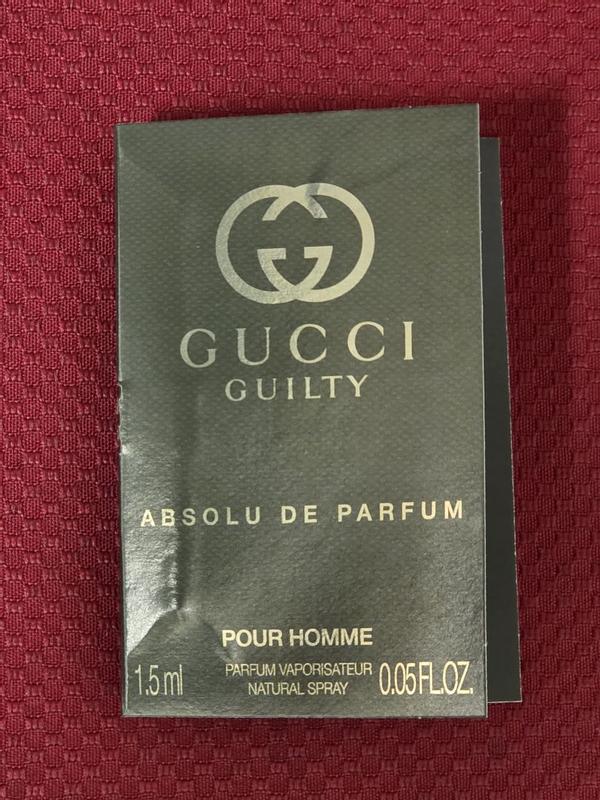 GUCCI
GUILTY
ABSOLU DE PARFUM
POUR HOMME
1.5 ml
PARFUM VAPORISATEUR
NATURAL SPRAY
0.05 FL.OZ.